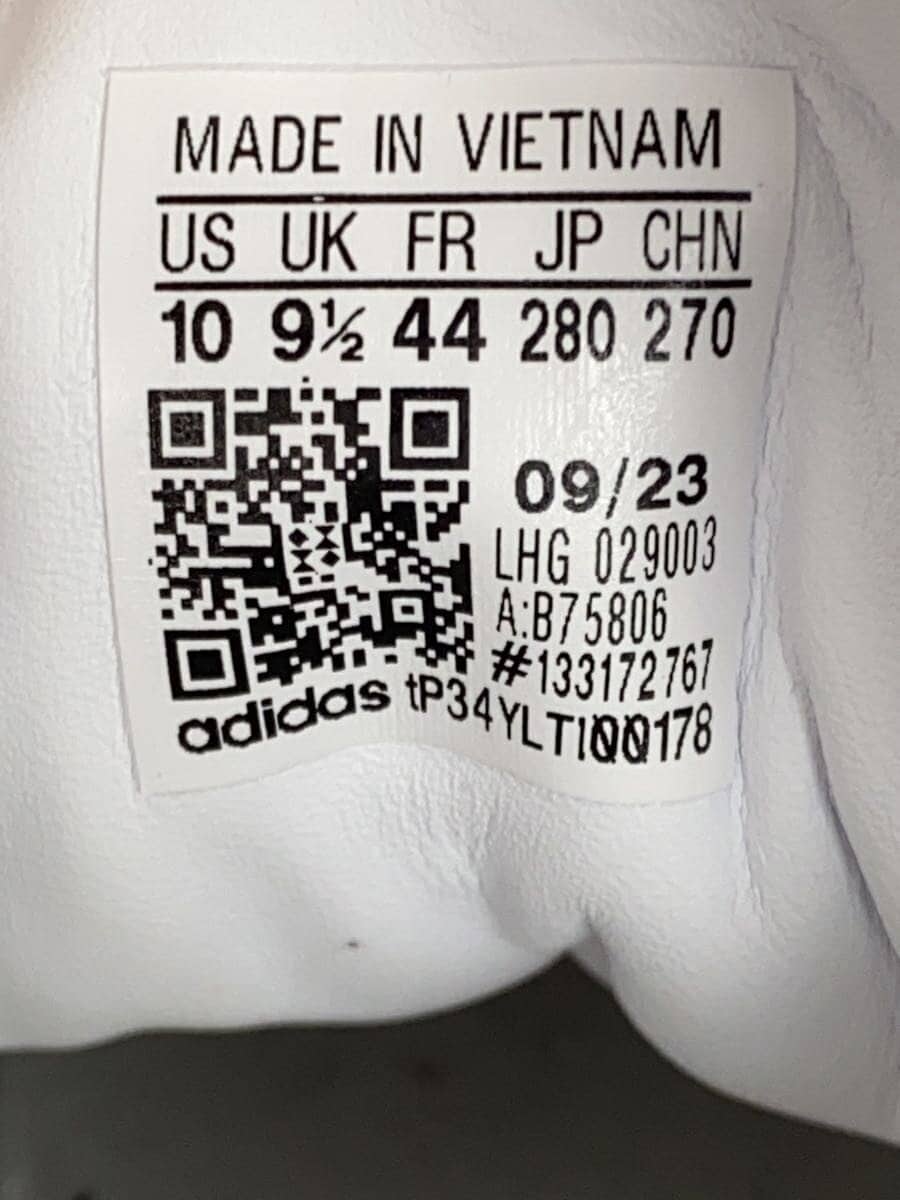 MADE IN VIETNAM
US UK FR JP CHN
10 9½ 44 280 270
09/23
LHG 029003
A:B75806
#133172767
adidas tP34YLTI00178